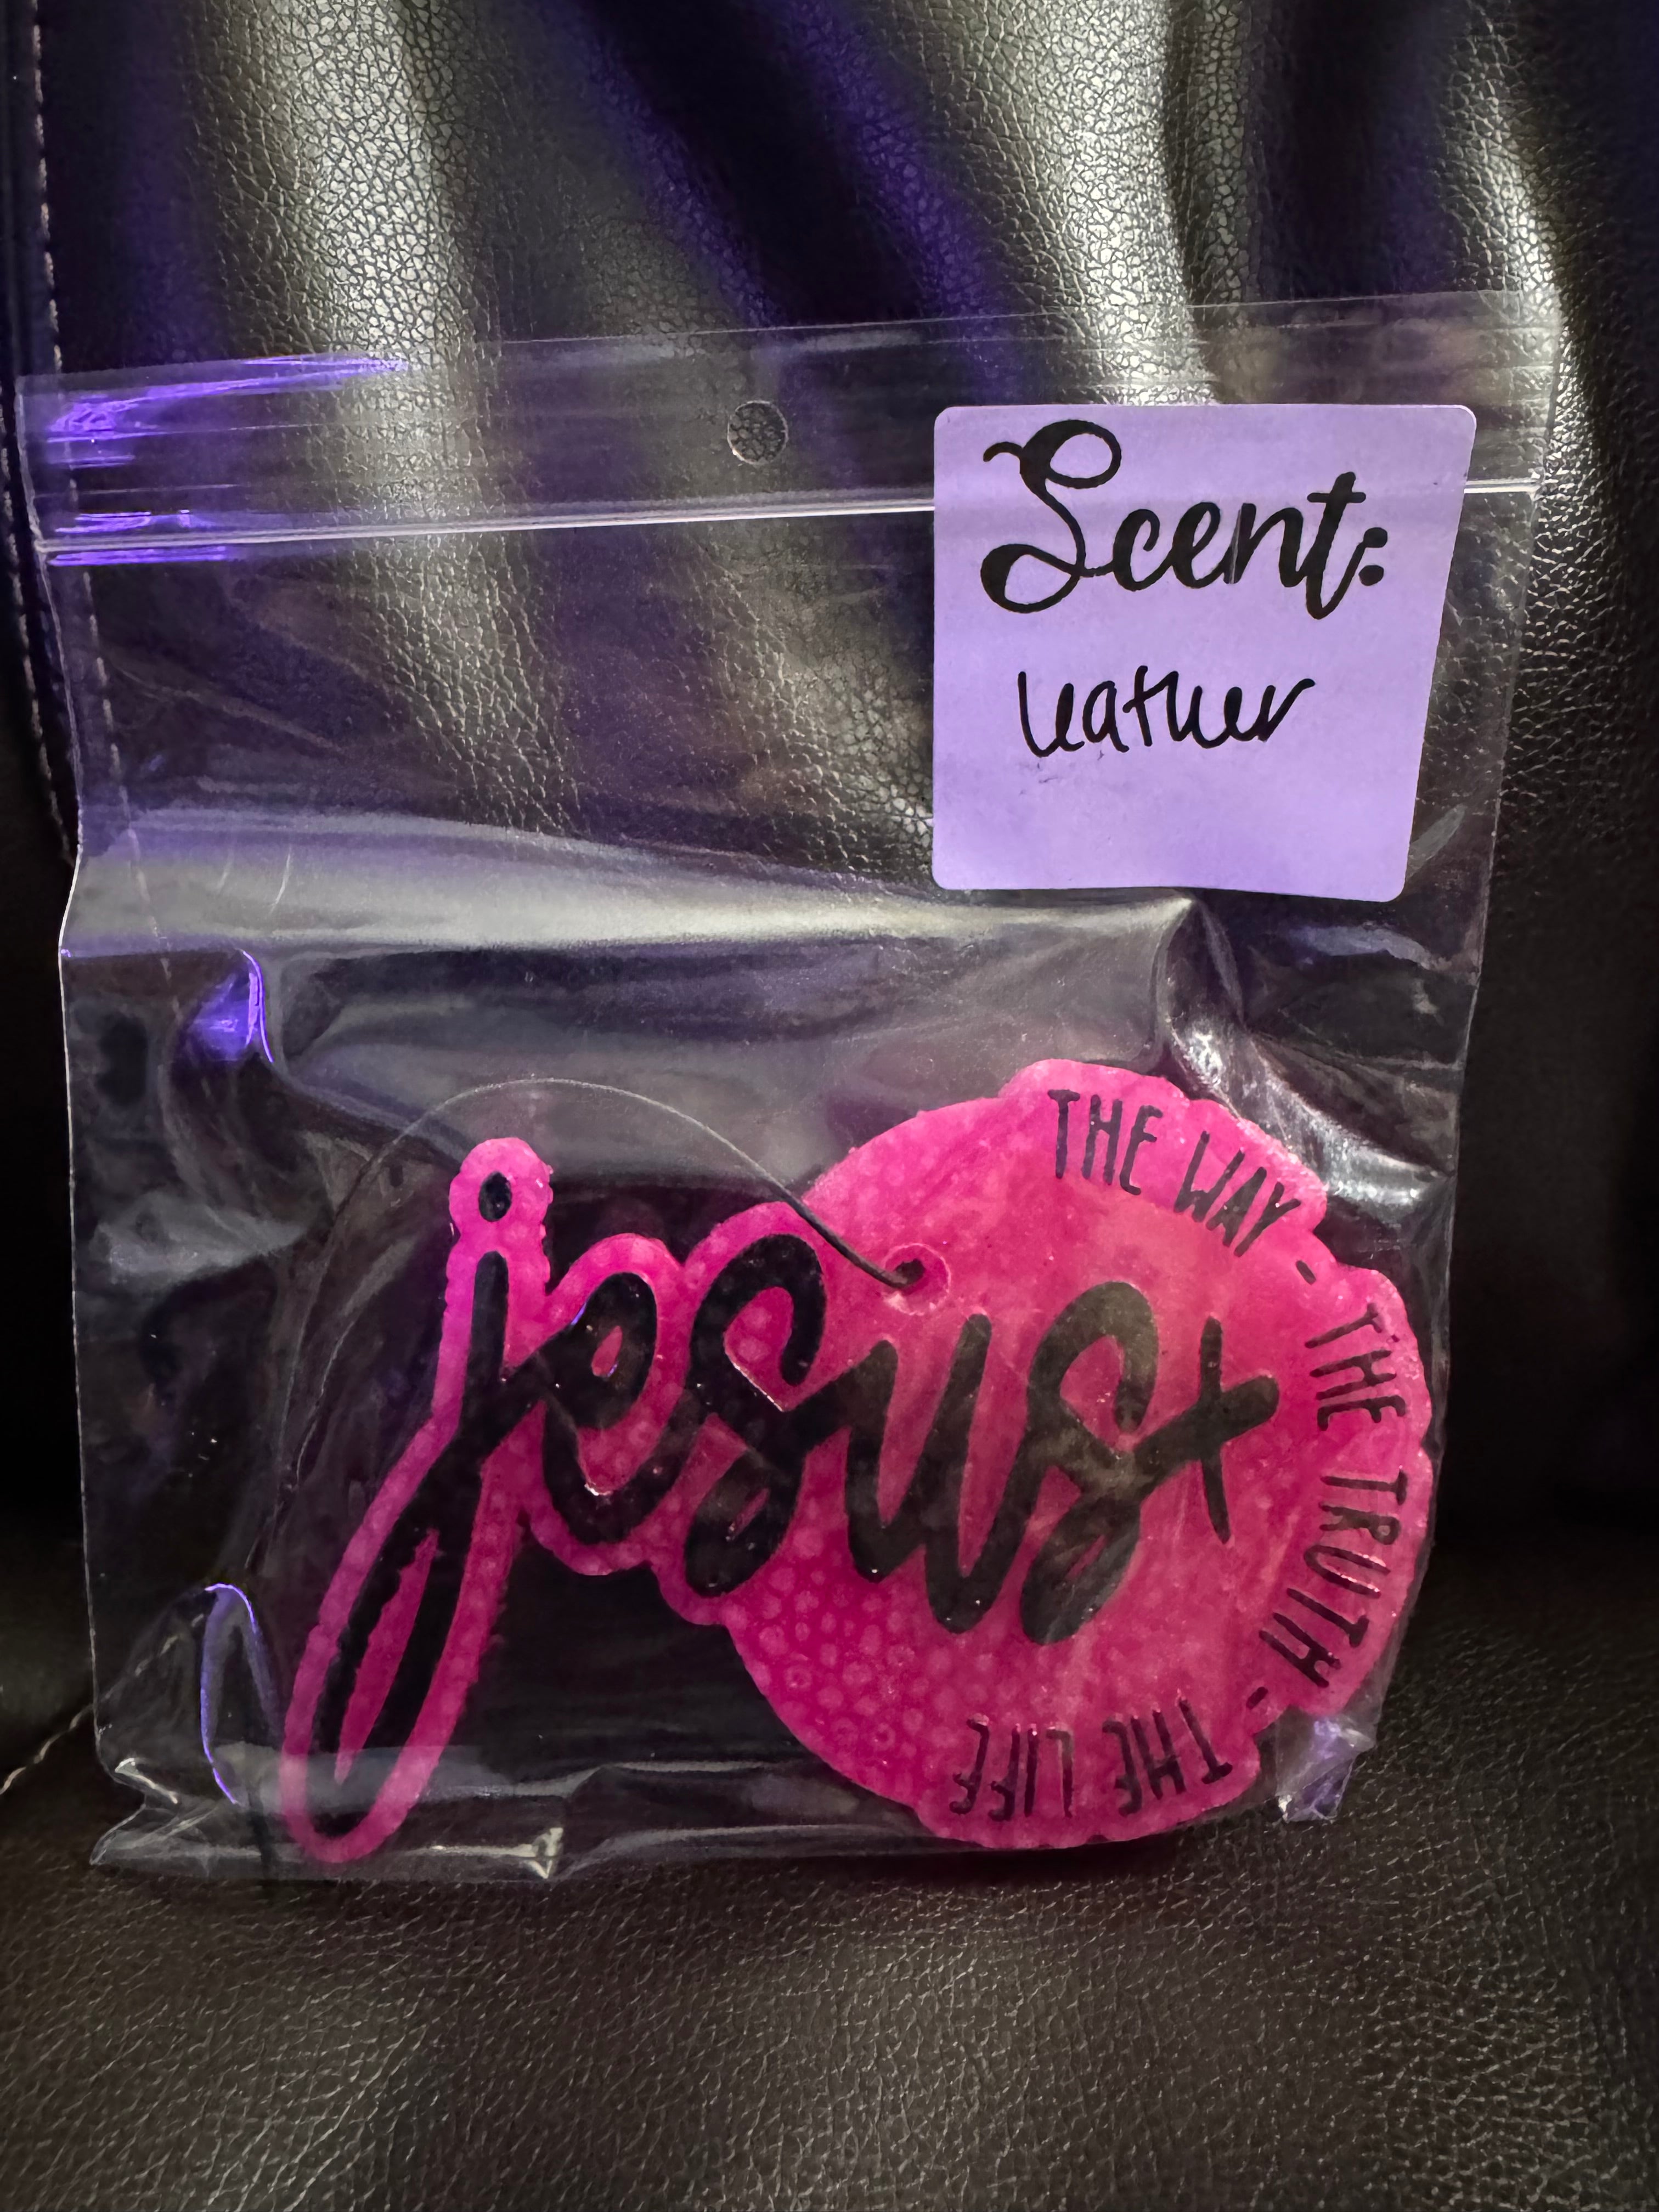 Scent:
leather
THE WAY - THE TRUTH - THE LIFE
jesus+